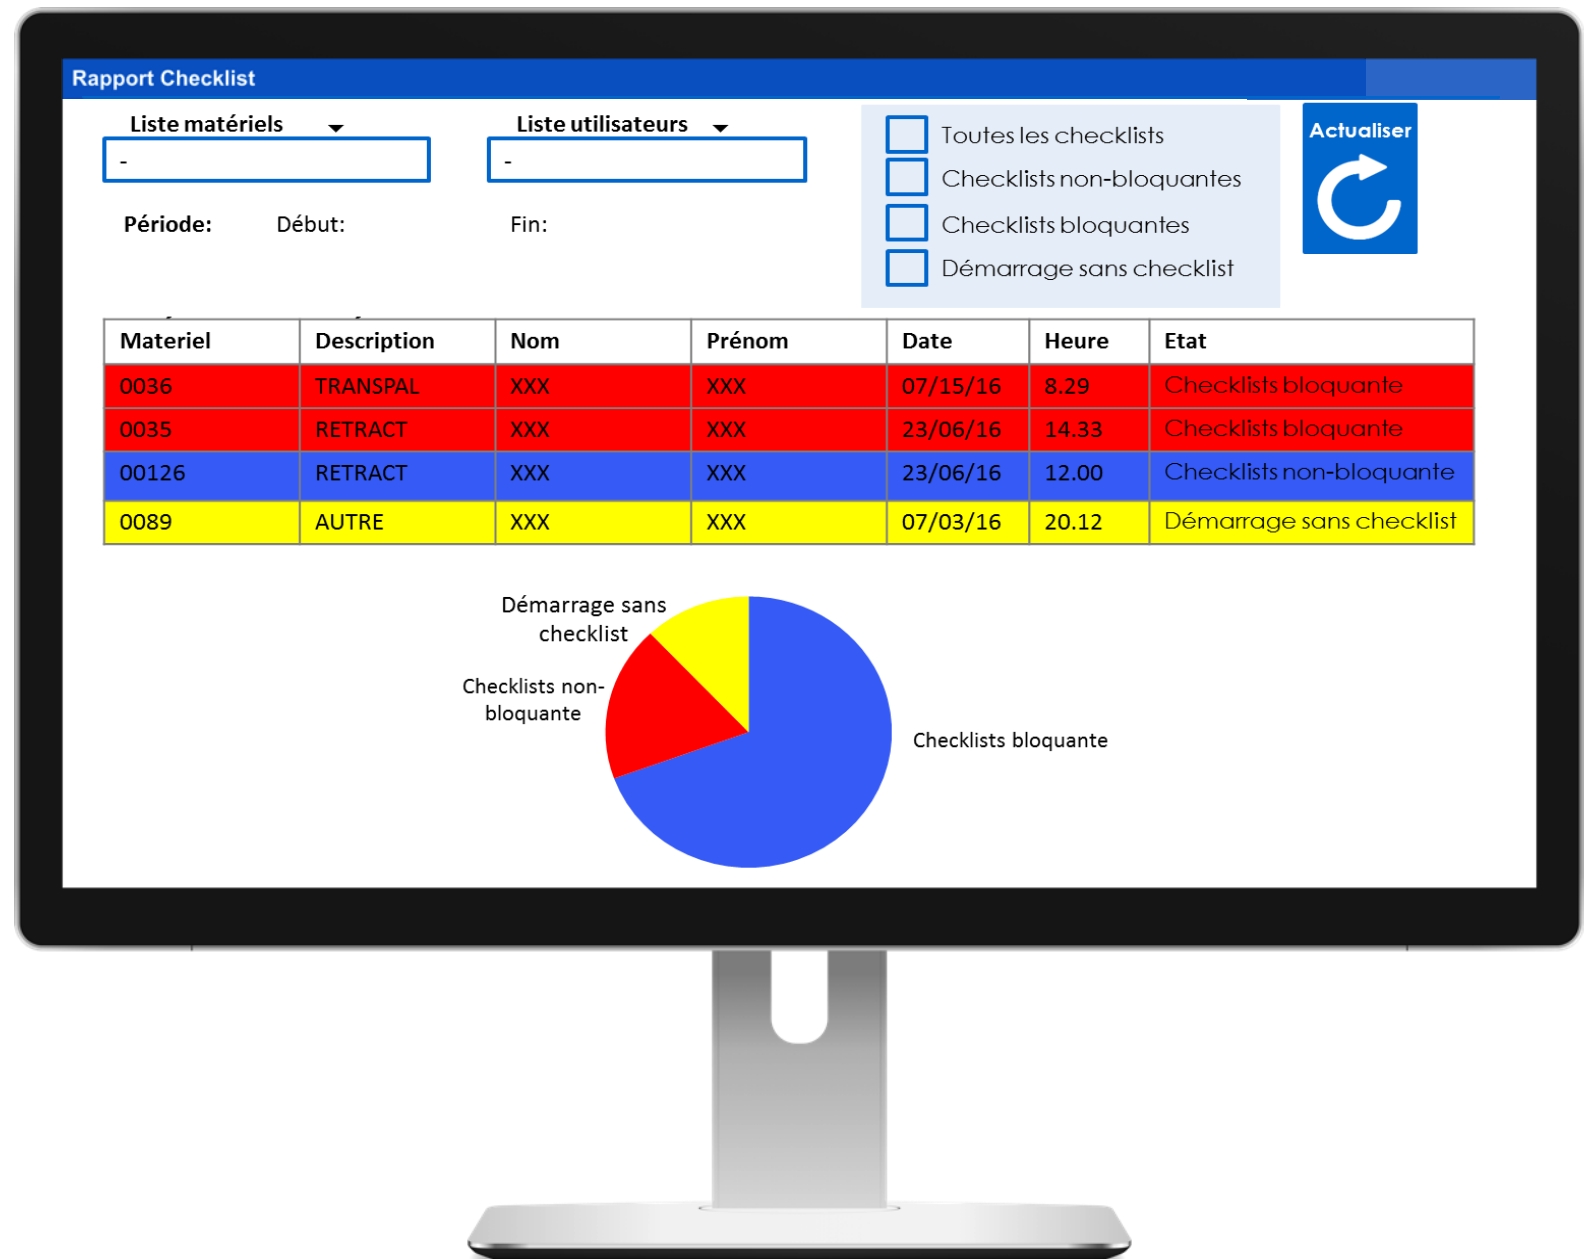 Rapport Checklist
Liste matériels
Liste utilisateurs
-
-
Toutes les checklists
Checklists non-bloquantes
Checklists bloquantes
Démarrage sans checklist
Actualiser
Période: Début: Fin:
Materiel Description Nom Prénom Date Heure Etat
0036 TRANSPAL XXX XXX 07/15/16 8.29 Checklists bloquante
0035 RETRACT XXX XXX 23/06/16 14.33 Checklists bloquante
00126 RETRACT XXX XXX 23/06/16 12.00 Checklists non-bloquante
0089 AUTRE XXX XXX 07/03/16 20.12 Démarrage sans checklist
Démarrage sans
checklist
Checklists non-
bloquante
Checklists bloquante